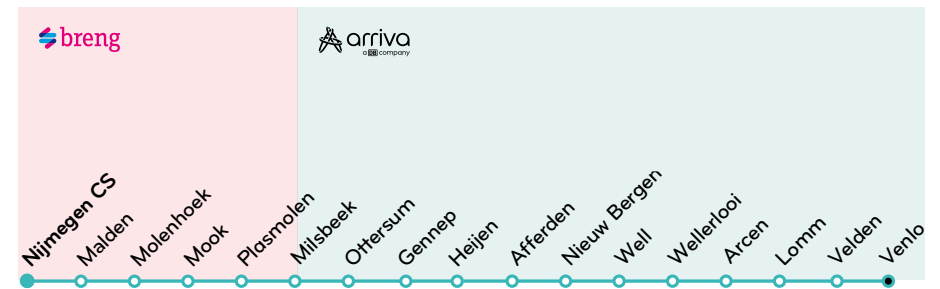 breng
arriva
a DB company
Nijmegen CS
Malden
Molenhoek
Mook
Plasmolen
Milsbeek
Ottersum
Gennep
Heijen
Afferden
Nieuw Bergen
Well
Wellerlooi
Arcen
Lomm
Velden
Venlo